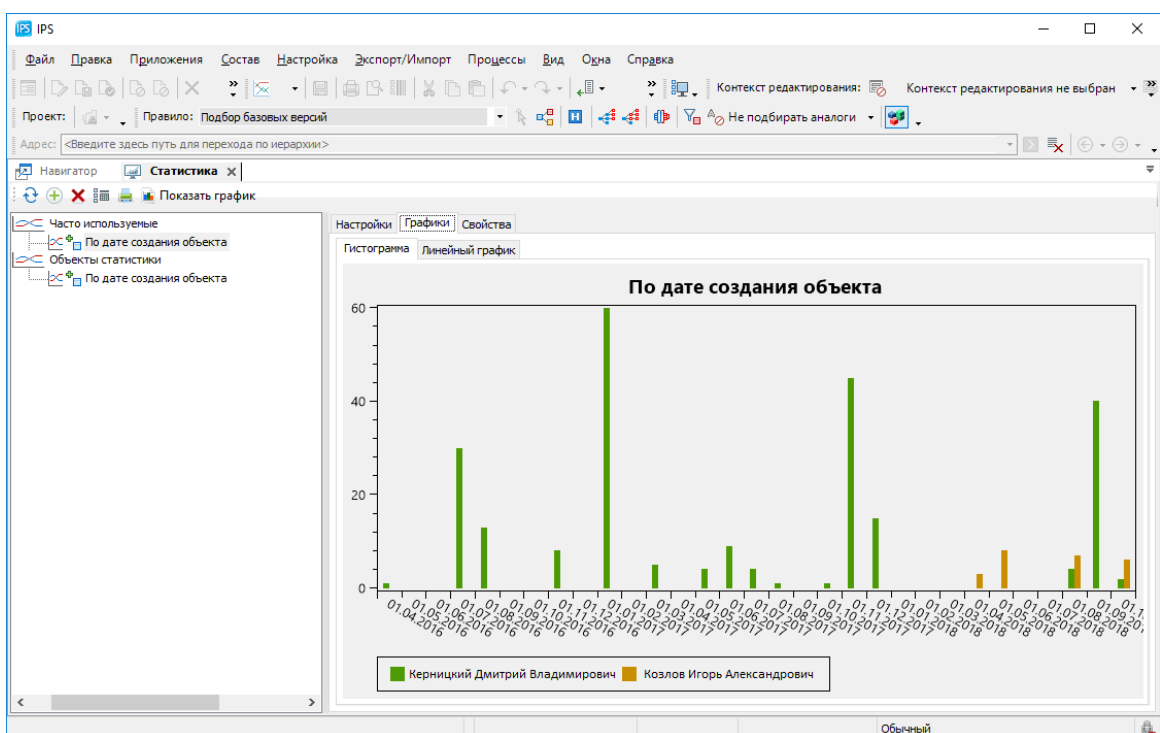 IPS IPS
Файл Правка Приложения Состав Настройка Экспорт/Импорт Процессы Вид Окна Справка
Контекст редактирования: Контекст редактирования не выбран
Проект: Правило: Подбор базовых версий Не подбирать аналоги
Адрес: <Введите здесь путь для перехода по иерархии>
Навигатор Статистика
Показать график
Часто используемые
По дате создания объекта
Объекты статистики
По дате создания объекта
Настройки Графики Свойства
Гистограмма Линейный график
По дате создания объекта
60
40
20
0
01.04.2016 01.05.2016 01.06.2016 01.07.2016 01.08.2016 01.09.2016 01.10.2016 01.11.2016 01.12.2016 01.01.2017 01.02.2017 01.03.2017 01.04.2017 01.05.2017 01.06.2017 01.07.2017 01.08.2017 01.09.2017 01.10.2017 01.11.2017 01.12.2017 01.01.2018 01.02.2018 01.03.2018 01.04.2018 01.05.2018 01.06.2018 01.07.2018 01.08.2018 01.09.201 01.1
Керницкий Дмитрий Владимирович Козлов Игорь Александрович
Обычный